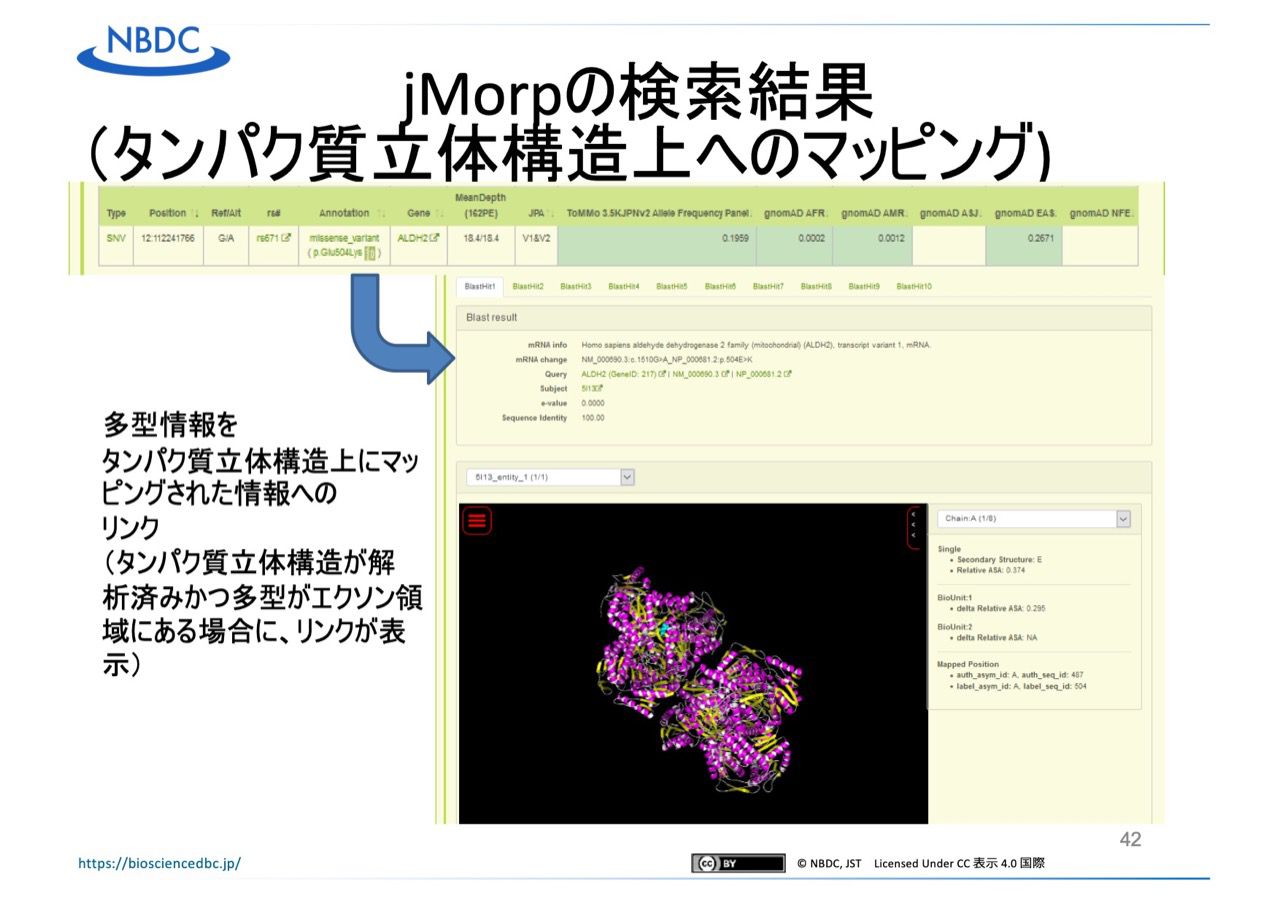 NBDC
jMorpの検索結果
（タンパク質立体構造上へのマッピング)
Type Position Ref/Alt rs# Annotation Gene MeanDepth (162PE) JPA ToMMo 3.5KJPNv2 Allele Frequency Panel gnomAD AFR gnomAD AMR gnomAD ASJ gnomAD EAS gnomAD NFE
SNV 12:112241766 G/A rs671 missense_variant ( p.Glu504Lys ) ALDH2 18.4/18.4 V1&V2 0.1959 0.0002 0.0012 0.2671
BlastHit1 BlastHit2 BlastHit3 BlastHit4 BlastHit5 BlastHit6 BlastHit7 BlastHit8 BlastHit9 BlastHit10
Blast result
mRNA info Homo sapiens aldehyde dehydrogenase 2 family (mitochondrial) (ALDH2), transcript variant 1, mRNA.
mRNA change NM_000690.3:c.1510G>A_NP_000681.2:p.504E>K
Query ALDH2 (GeneID: 217) | NM_000690.3 | NP_000681.2
Subject 5I13
e-value 0.0000
Sequence Identity 100.00
多型情報を
タンパク質立体構造上にマッ
ピングされた情報への
リンク
（タンパク質立体構造が解
析済みかつ多型がエクソン領
域にある場合に、リンクが表
示）
5I13_entity_1 (1/1)
<
<
<
Chain:A (1/8)
Single
• Secondary Structure: E
• Relative ASA: 0.374
BioUnit:1
• delta Relative ASA: 0.295
BioUnit:2
• delta Relative ASA: NA
Mapped Position
• auth_asym_id: A, auth_seq_id: 487
• label_asym_id: A, label_seq_id: 504
42
https://biosciencedbc.jp/
cc BY
© NBDC, JST Licensed Under CC 表示 4.0 国際